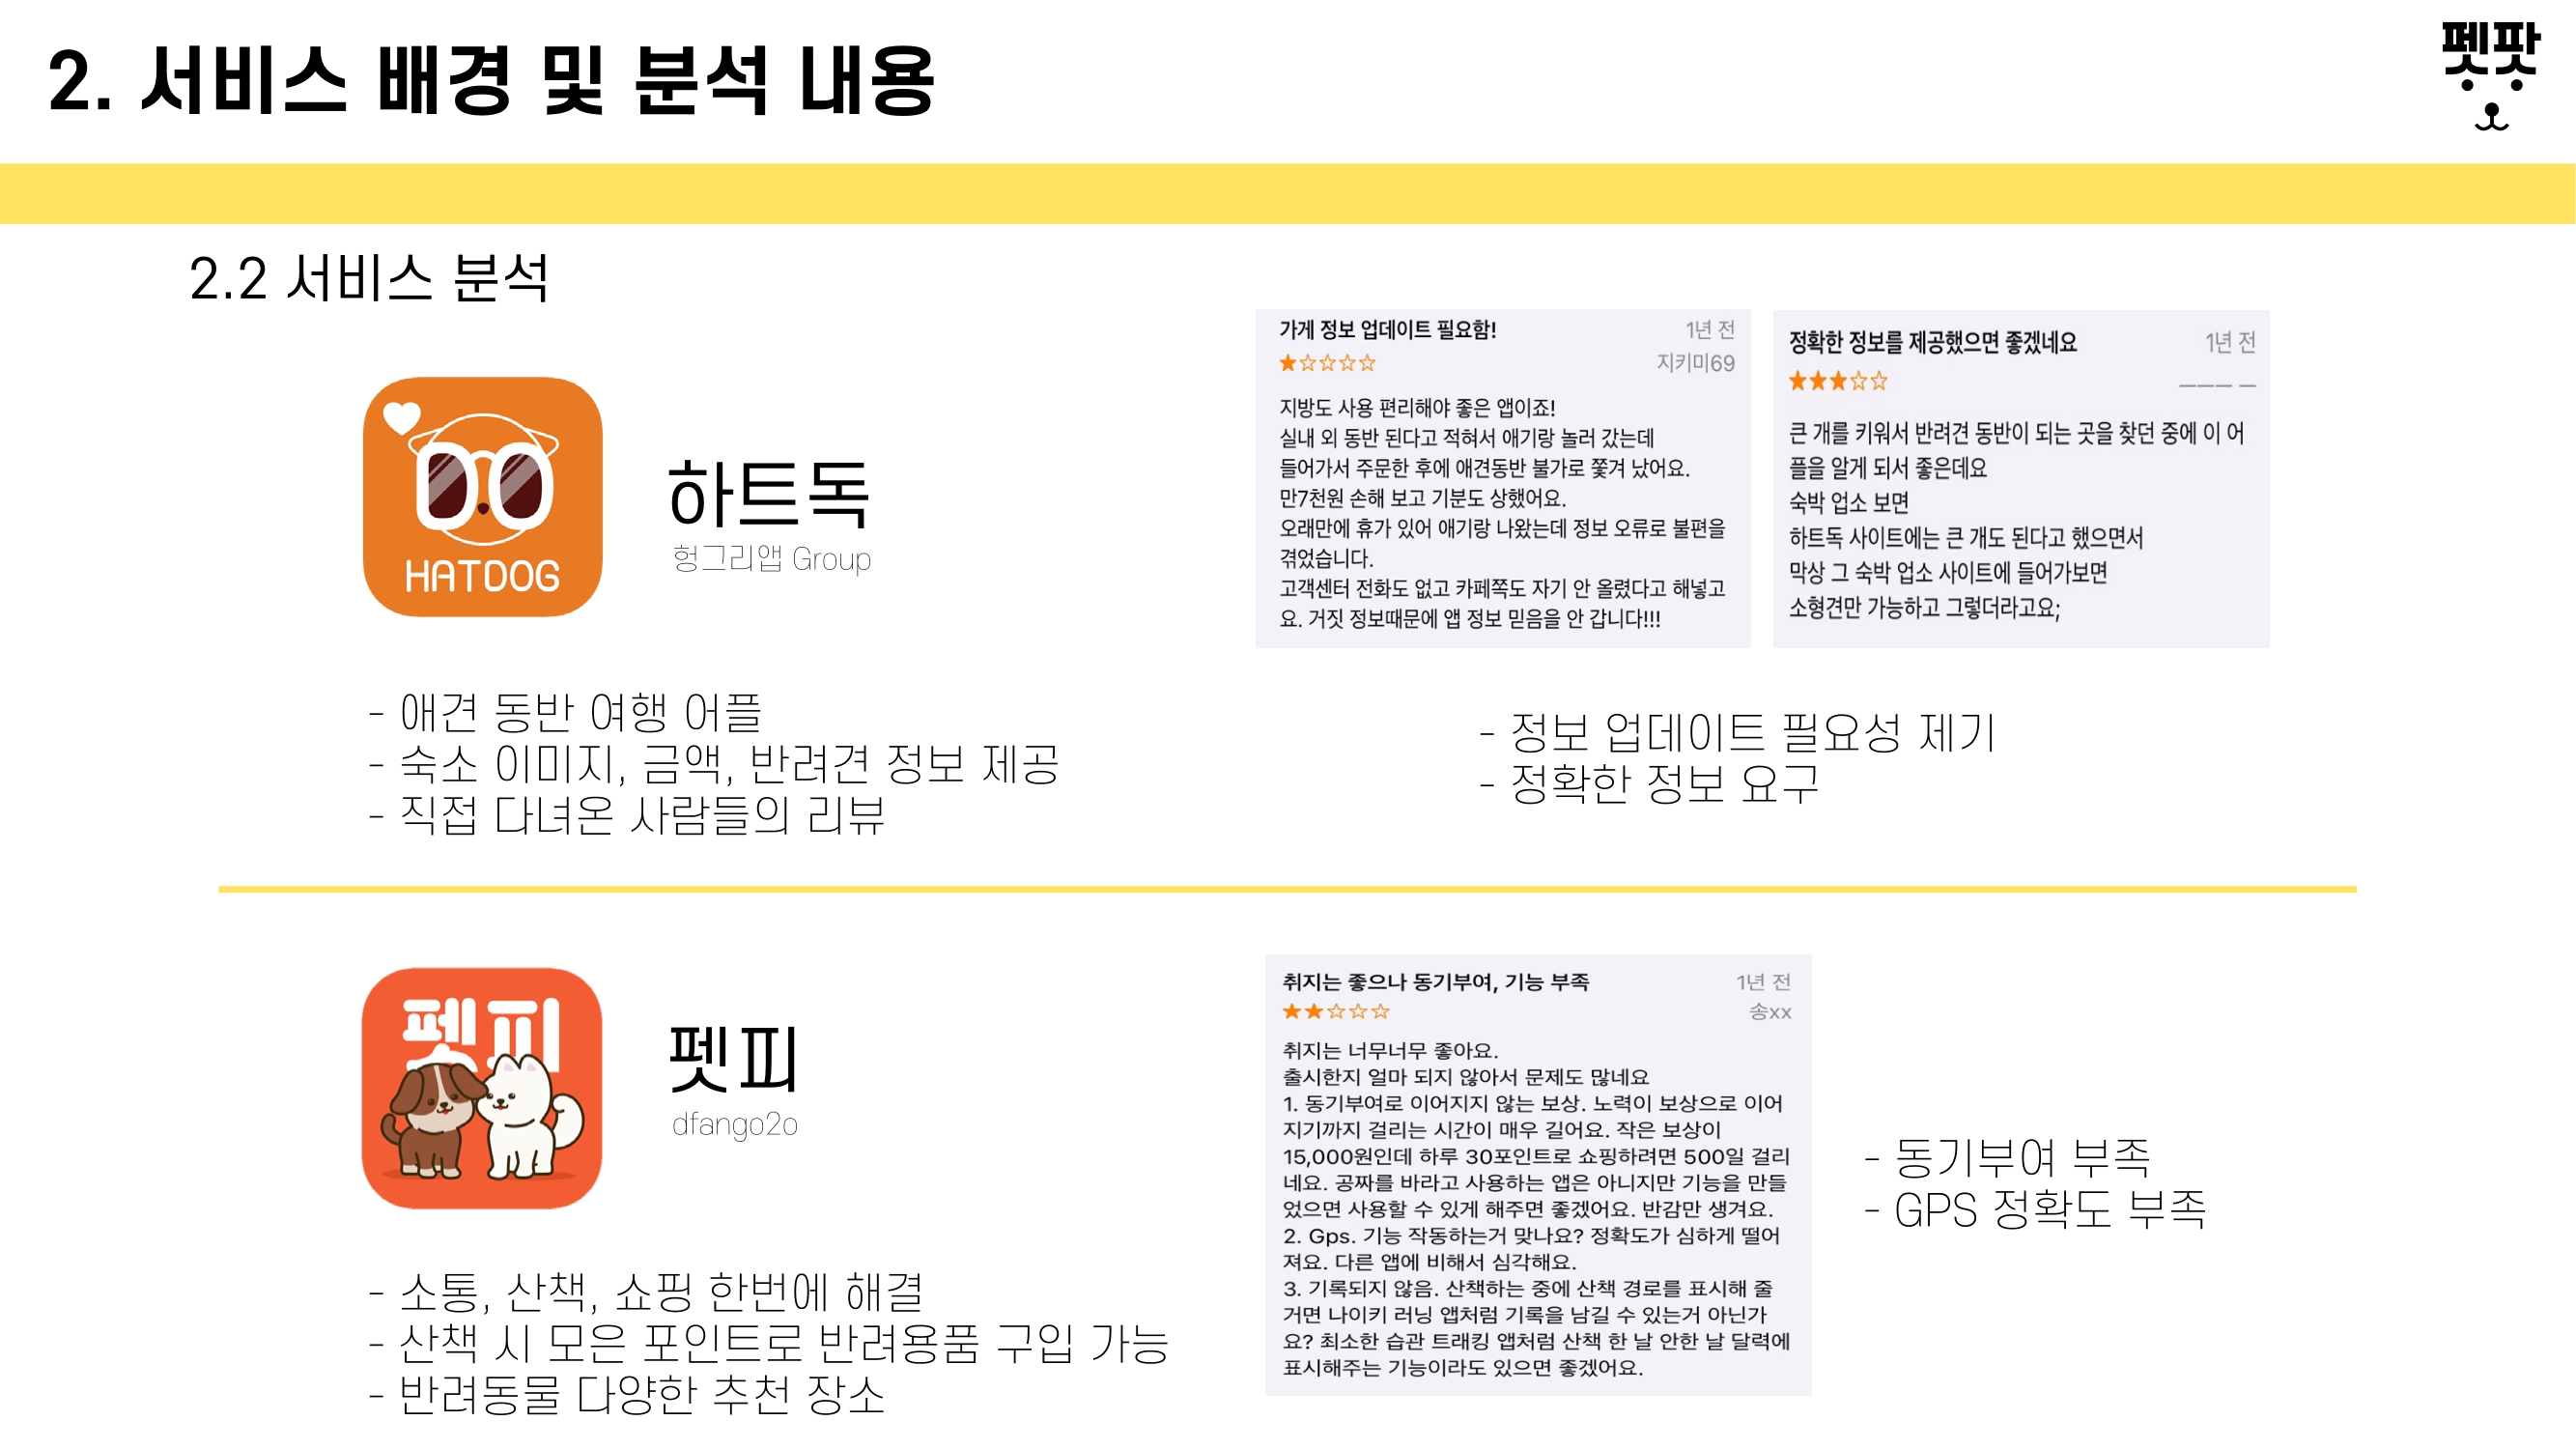 2. 서비스 배경 및 분석 내용
펫팟
2.2 서비스 분석
HATDOG
하트독
헝그리앱 Group
- 애견 동반 여행 어플
- 숙소 이미지, 금액, 반려견 정보 제공
- 직접 다녀온 사람들의 리뷰
가게 정보 업데이트 필요함!
1년 전
★☆☆☆☆
지키미69
지방도 사용 편리해야 좋은 앱이죠!
실내 외 동반 된다고 적혀서 애기랑 놀러 갔는데
들어가서 주문한 후에 애견동반 불가로 쫓겨 났어요.
만7천원 손해 보고 기분도 상했어요.
오래만에 휴가 있어 애기랑 나왔는데 정보 오류로 불편을
겪었습니다.
고객센터 전화도 없고 카페쪽도 자기 안 올렸다고 해넣고
요. 거짓 정보때문에 앱 정보 믿음을 안 갑니다!!!
정확한 정보를 제공했으면 좋겠네요
1년 전
★★★☆☆
___ _
큰 개를 키워서 반려견 동반이 되는 곳을 찾던 중에 이 어
플을 알게 되서 좋은데요
숙박 업소 보면
하트독 사이트에는 큰 개도 된다고 했으면서
막상 그 숙박 업소 사이트에 들어가보면
소형견만 가능하고 그렇더라고요;
- 정보 업데이트 필요성 제기
- 정확한 정보 요구
펫피
펫피
dfango2o
- 소통, 산책, 쇼핑 한번에 해결
- 산책 시 모은 포인트로 반려용품 구입 가능
- 반려동물 다양한 추천 장소
취지는 좋으나 동기부여, 기능 부족
1년 전
★★☆☆☆
송xx
취지는 너무너무 좋아요.
출시한지 얼마 되지 않아서 문제도 많네요
1. 동기부여로 이어지지 않는 보상. 노력이 보상으로 이어
지기까지 걸리는 시간이 매우 길어요. 작은 보상이
15,000원인데 하루 30포인트로 쇼핑하려면 500일 걸리
네요. 공짜를 바라고 사용하는 앱은 아니지만 기능을 만들
었으면 사용할 수 있게 해주면 좋겠어요. 반감만 생겨요.
2. Gps. 기능 작동하는거 맞나요? 정확도가 심하게 떨어
져요. 다른 앱에 비해서 심각해요.
3. 기록되지 않음. 산책하는 중에 산책 경로를 표시해 줄
거면 나이키 러닝 앱처럼 기록을 남길 수 있는거 아닌가
요? 최소한 습관 트래킹 앱처럼 산책 한 날 안한 날 달력에
표시해주는 기능이라도 있으면 좋겠어요.
- 동기부여 부족
- GPS 정확도 부족